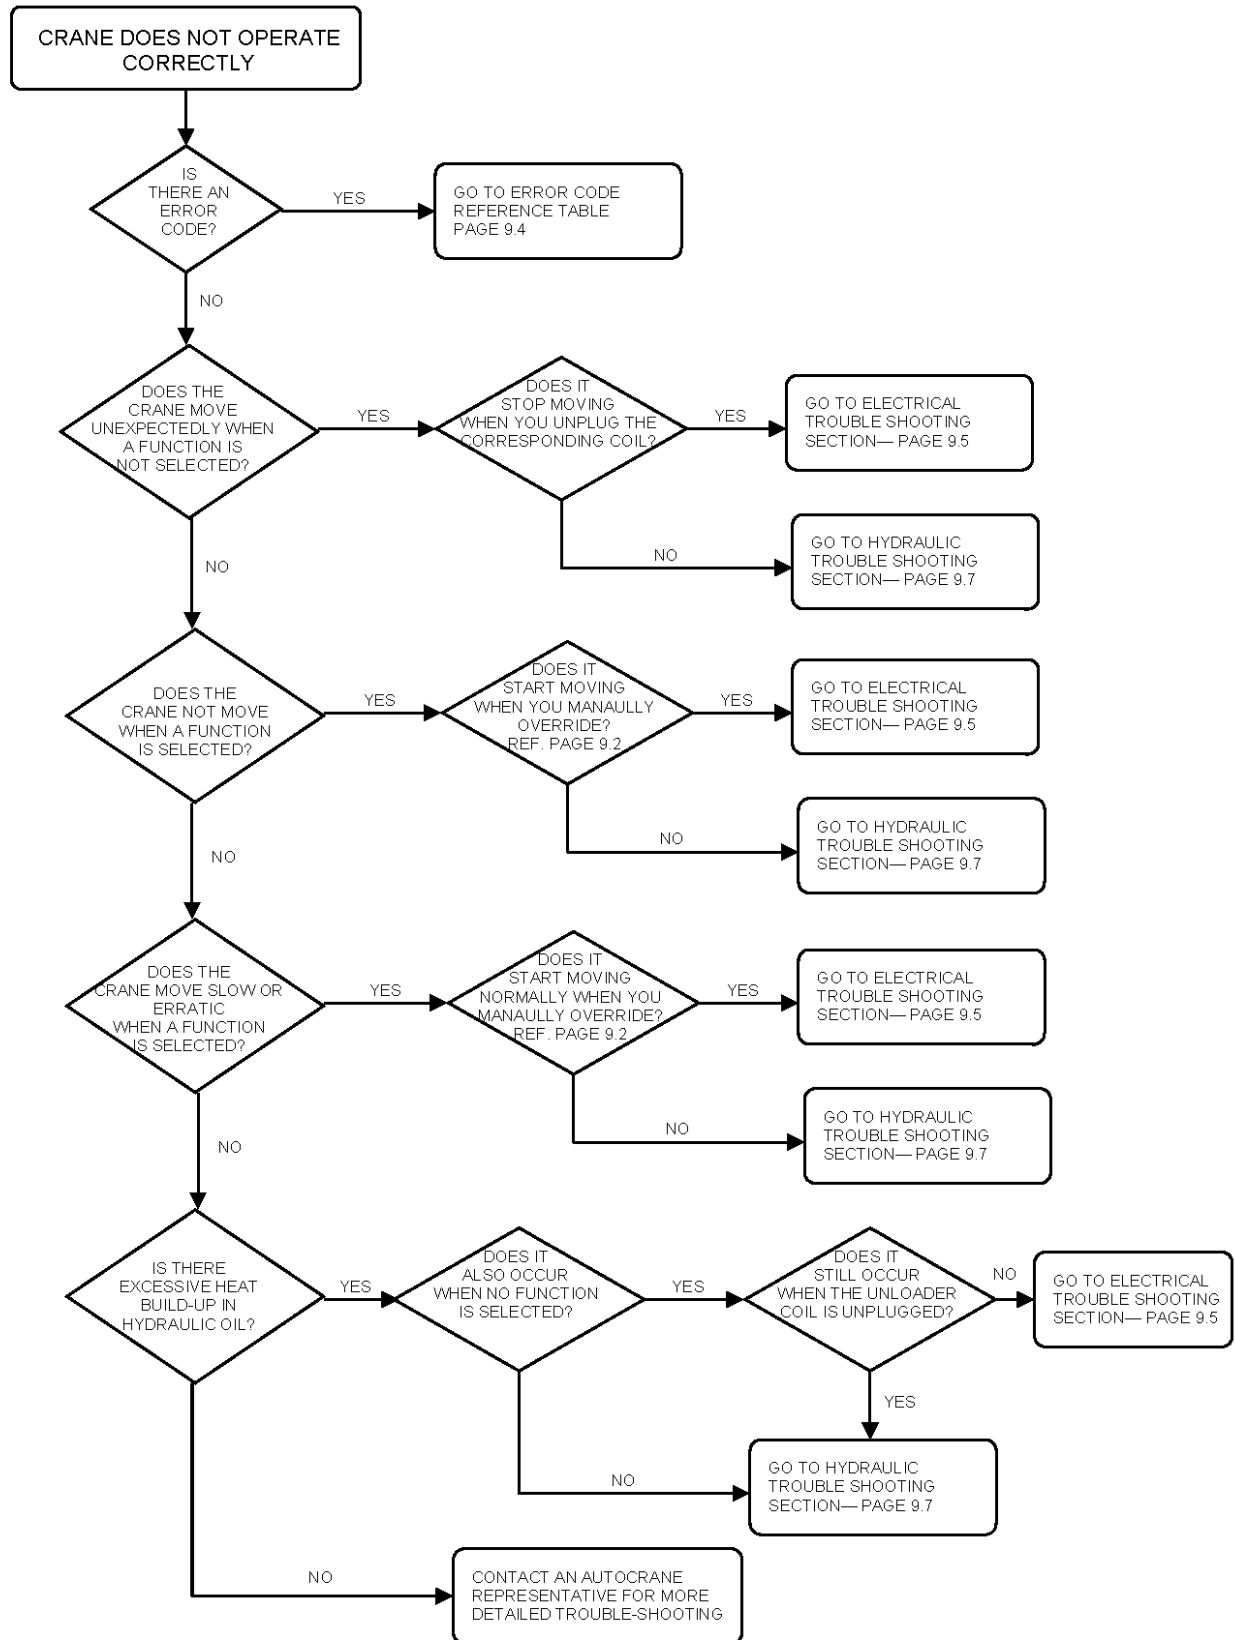 CRANE DOES NOT OPERATE
CORRECTLY
IS
THERE AN
ERROR
CODE?
YES
GO TO ERROR CODE
REFERENCE TABLE
PAGE 9.4
NO
DOES THE
CRANE MOVE
UNEXPECTEDLY WHEN
A FUNCTION IS
NOT SELECTED?
YES
DOES IT
STOP MOVING
WHEN YOU UNPLUG THE
CORRESPONDING COIL?
YES
GO TO ELECTRICAL
TROUBLE SHOOTING
SECTION— PAGE 9.5
NO
GO TO HYDRAULIC
TROUBLE SHOOTING
SECTION— PAGE 9.7
NO
DOES THE
CRANE NOT MOVE
WHEN A FUNCTION
IS SELECTED?
YES
DOES IT
START MOVING
WHEN YOU MANAULLY
OVERRIDE?
REF. PAGE 9.2
YES
GO TO ELECTRICAL
TROUBLE SHOOTING
SECTION— PAGE 9.5
NO
GO TO HYDRAULIC
TROUBLE SHOOTING
SECTION— PAGE 9.7
NO
DOES THE
CRANE MOVE SLOW OR
ERRATIC
WHEN A FUNCTION
IS SELECTED?
YES
DOES IT
START MOVING
NORMALLY WHEN YOU
MANAULLY OVERRIDE?
REF. PAGE 9.2
YES
GO TO ELECTRICAL
TROUBLE SHOOTING
SECTION— PAGE 9.5
NO
GO TO HYDRAULIC
TROUBLE SHOOTING
SECTION— PAGE 9.7
NO
IS THERE
EXCESSIVE HEAT
BUILD-UP IN
HYDRAULIC OIL?
YES
DOES IT
ALSO OCCUR
WHEN NO FUNCTION
IS SELECTED?
YES
DOES IT
STILL OCCUR
WHEN THE UNLOADER
COIL IS UNPLUGGED?
NO
GO TO ELECTRICAL
TROUBLE SHOOTING
SECTION— PAGE 9.5
YES
NO
GO TO HYDRAULIC
TROUBLE SHOOTING
SECTION— PAGE 9.7
NO
CONTACT AN AUTOCRANE
REPRESENTATIVE FOR MORE
DETAILED TROUBLE-SHOOTING